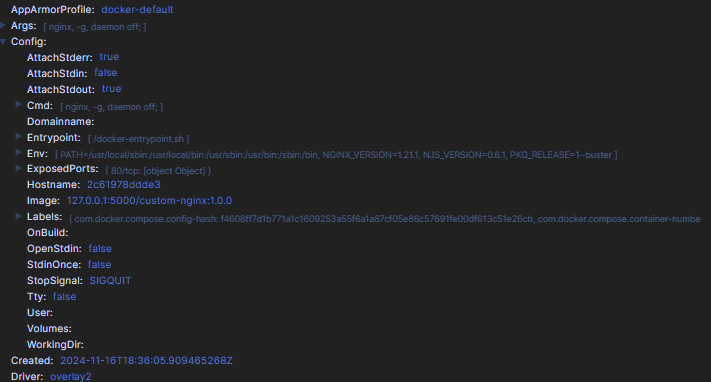 AppArmorProfile: docker-default
Args: [ nginx, -g, daemon off; ]
Config:
AttachStderr: true
AttachStdin: false
AttachStdout: true
Cmd: [ nginx, -g, daemon off; ]
Domainname:
Entrypoint: [ /docker-entrypoint.sh ]
Env: [ PATH=/usr/local/sbin:/usr/local/bin:/usr/sbin:/usr/bin:/sbin:/bin, NGINX_VERSION=1.21.1, NJS_VERSION=0.6.1, PKG_RELEASE=1~buster ]
ExposedPorts: { 80/tcp: [object Object] }
Hostname: 2c61978ddde3
Image: 127.0.0.1:5000/custom-nginx:1.0.0
Labels: { com.docker.compose.config-hash: f4608ff7d1b771a1c1609253a55f6a1a87cf05e86c57691fe00df613c51e26cb, com.docker.compose.container-numbe
OnBuild:
OpenStdin: false
StdinOnce: false
StopSignal: SIGQUIT
Tty: false
User:
Volumes:
WorkingDir:
Created: 2024-11-16T18:36:05.909465268Z
Driver: overlay2